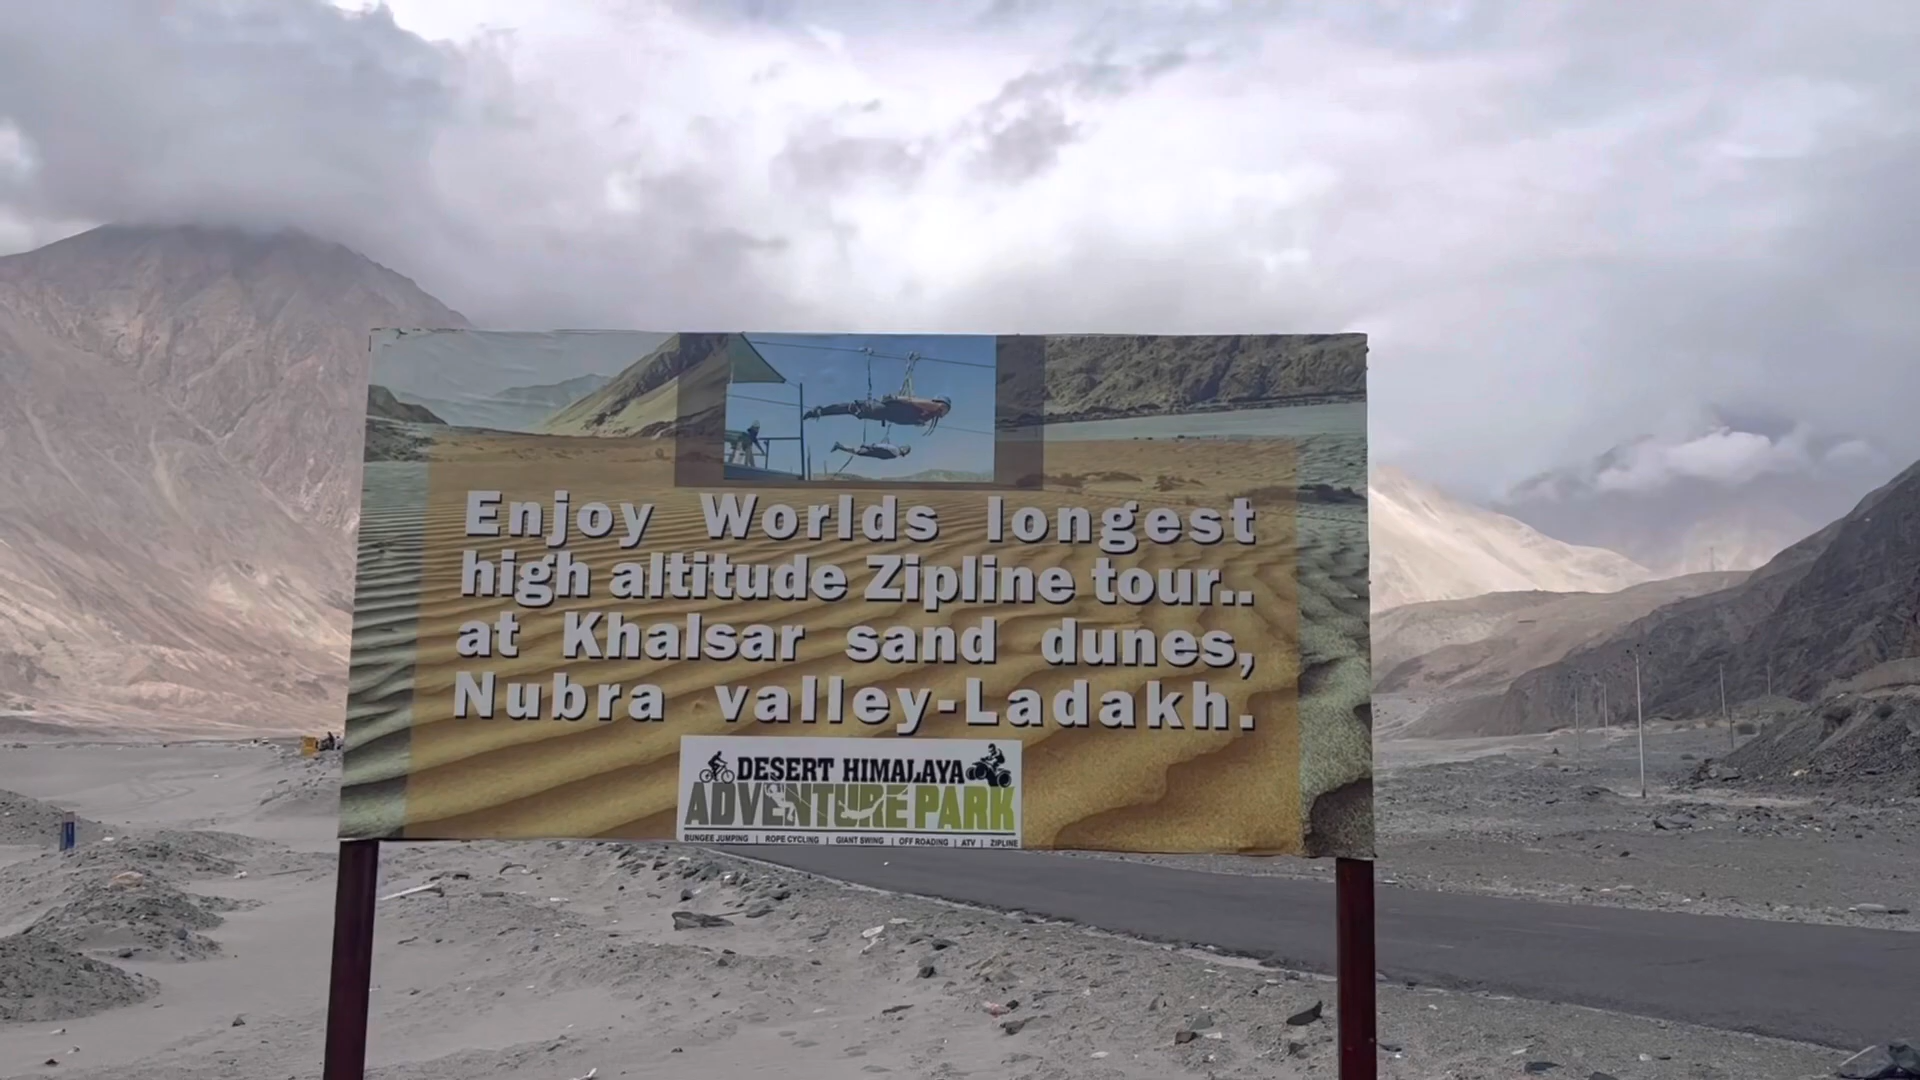 Enjoy Worlds longest
high altitude Zipline tour..
at Khalsar sand dunes,
Nubra valley-Ladakh.
DESERT HIMALAYA
ADVENTURE PARK
BUNGEE JUMPING | ROPE CYCLING | GIANT SWING | OFF ROADING | ATV | ZIPLINE